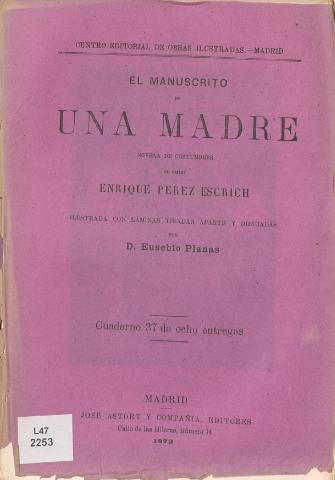 CENTRO EDITORIAL DE OBRAS ILUSTRADAS.—MADRID
EL MANUSCRITO
DE
UNA MADRE
NOVELA DE COSTUMBRES
ENRIQUE PEREZ ESCRICH
ILUSTRADA CON LÁMINAS TIRADAS APARTE Y DIBUJADAS
POR
D. Eusebio Planas
Cuaderno 37 de ocho entregas
MADRID
JOSÉ ASTORT Y COMPAÑÍA, EDITORES
Calle de las Hileras, número 14
1872
L47
2253